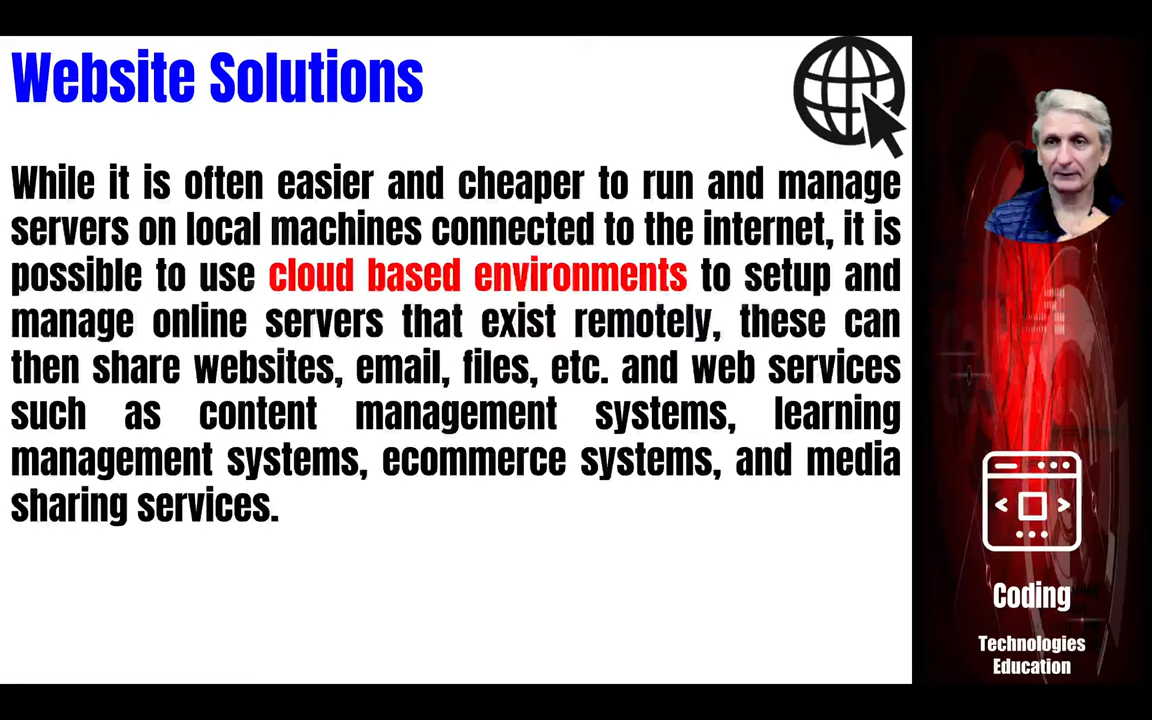 Website Solutions
While it is often easier and cheaper to run and manage
servers on local machines connected to the internet, it is
possible to use cloud based environments to setup and
manage online servers that exist remotely, these can
then share websites, email, files, etc. and web services
such as content management systems, learning
management systems, ecommerce systems, and media
sharing services.
Coding
Technologies
Education